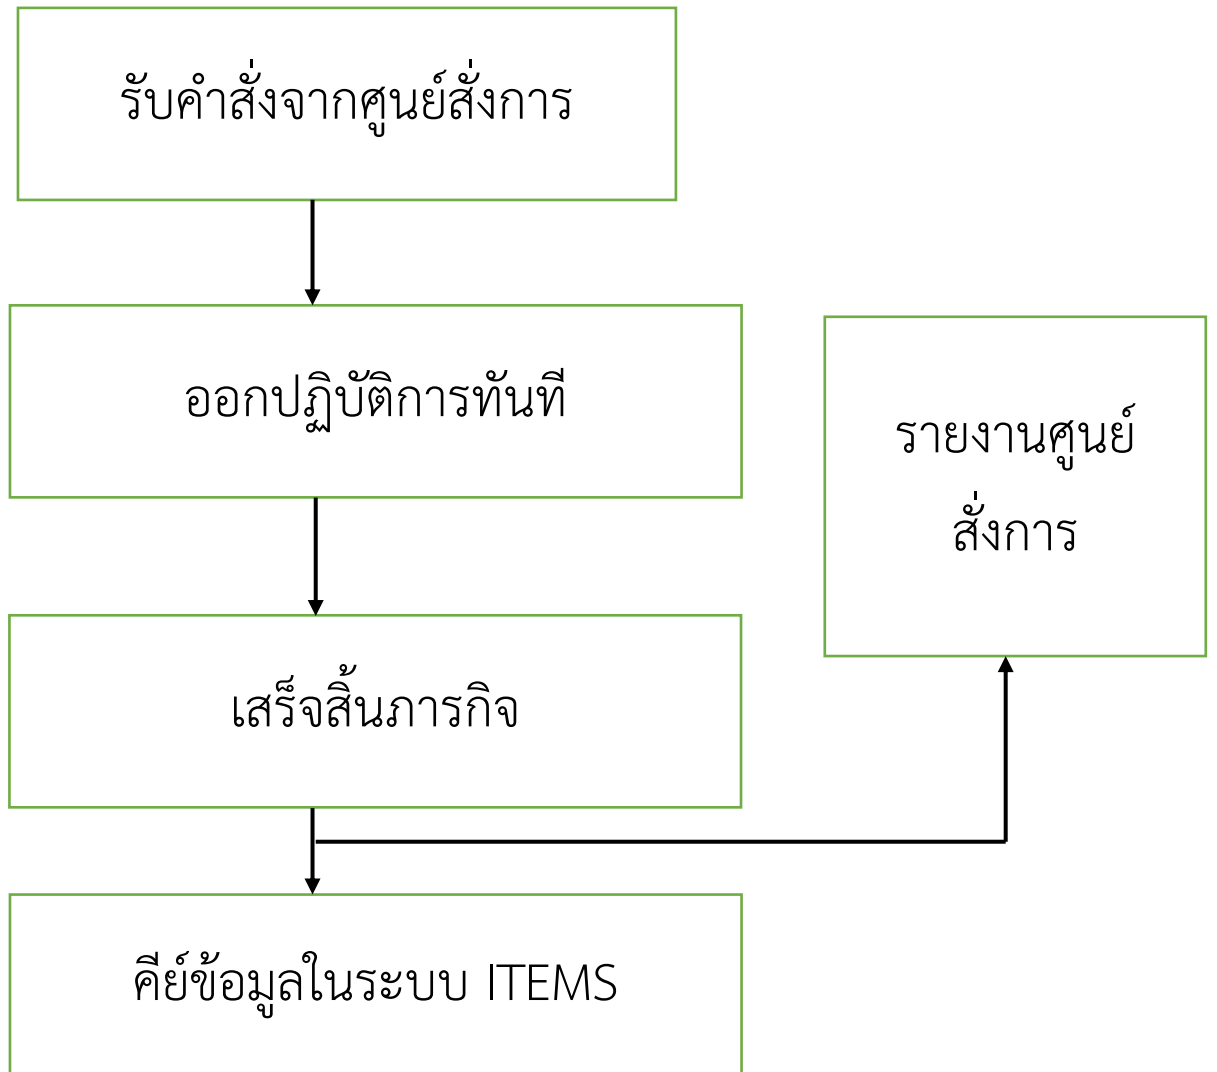 รับคำสั่งจากศูนย์สั่งการ
ออกปฏิบัติการทันที
รายงานศูนย์
สั่งการ
เสร็จสิ้นภารกิจ
คีย์ข้อมูลในระบบ ITEMS